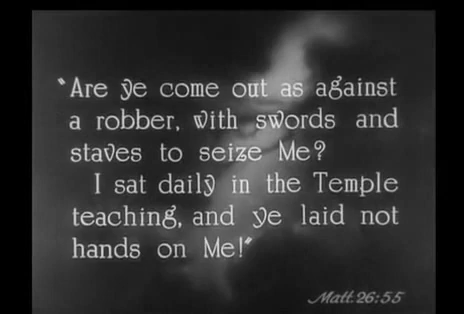 "Are ye come out as against
a robber, with swords and
staves to seize Me?
I sat daily in the Temple
teaching, and ye laid not
hands on Me!"
Matt. 26:55